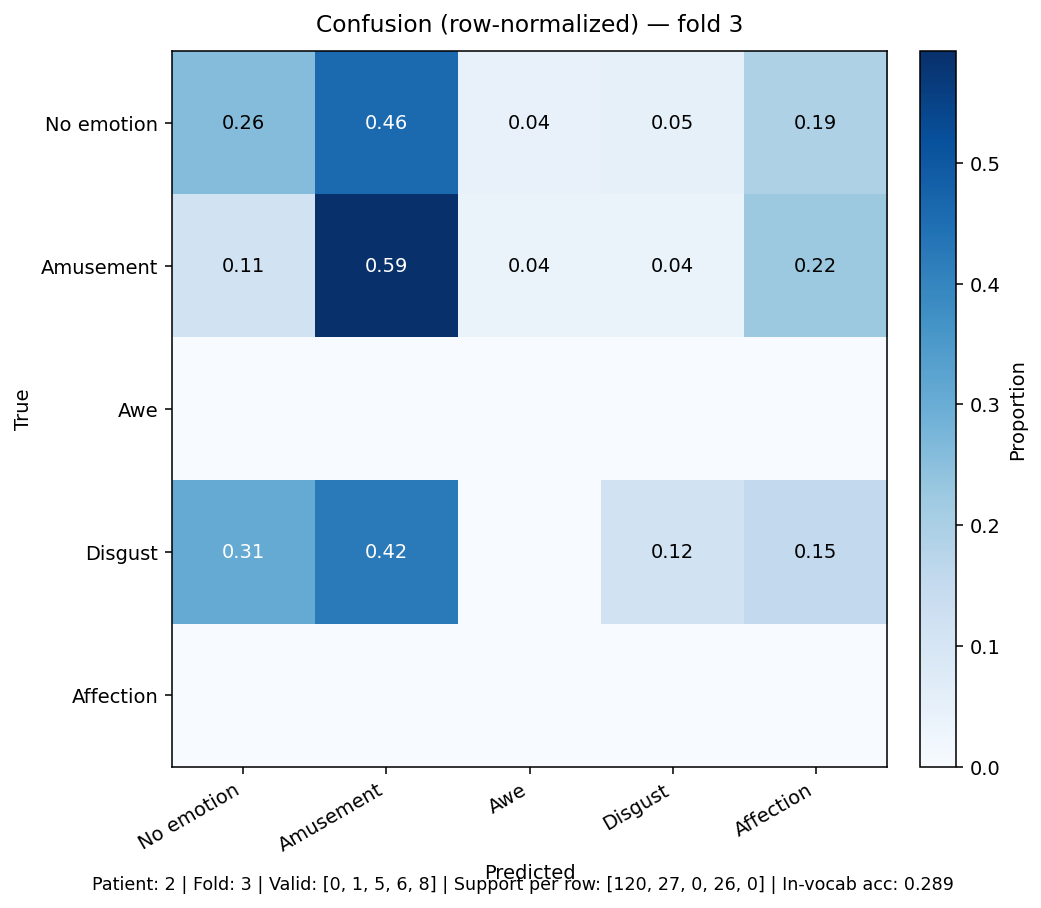 Confusion (row-normalized) — fold 3
No emotion 0.26 0.46 0.04 0.05 0.19
Amusement 0.11 0.59 0.04 0.04 0.22
Awe
Disgust 0.31 0.42 0.12 0.15
Affection
True
No emotion Amusement Awe Disgust Affection
Predicted
0.5
0.4
0.3
0.2
0.1
0.0
Proportion
Patient: 2 | Fold: 3 | Valid: [0, 1, 5, 6, 8] | Support per row: [120, 27, 0, 26, 0] | In-vocab acc: 0.289